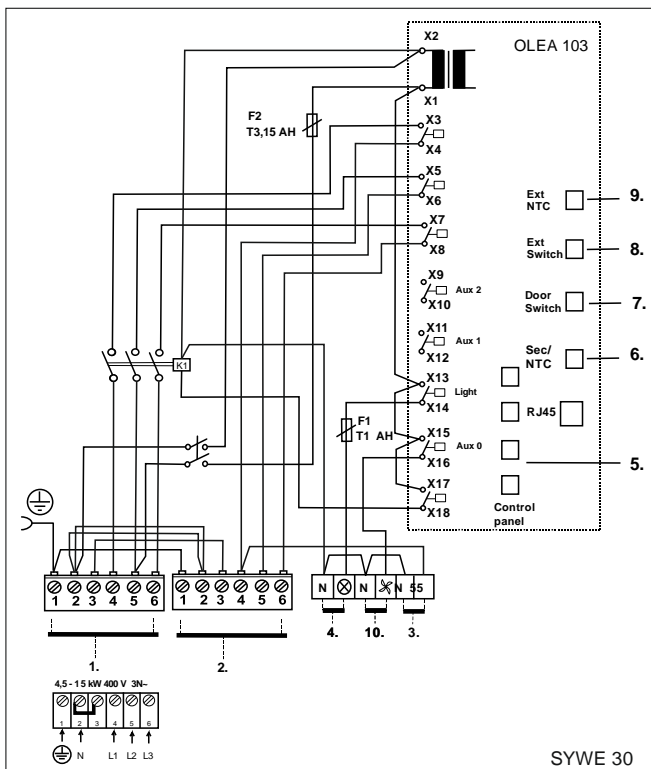 X2
OLEA 103
X1
F2
T3,15 AH
X3
X4
X5
X6
Ext
NTC
9.
X7
X8
Ext
Switch
8.
X9
X10
Aux 2
Door
Switch
7.
X11
X12
Aux 1
Sec/
NTC
6.
K1
X13
X14
Light
RJ45
F1
T1 AH
X15
X16
Aux 0
5.
X17
X18
Control
panel
1 2 3 4 5 6
1 2 3 4 5 6
N N N 55
4. 10. 3.
1. 2.
4,5 - 15 kW 400 V 3N~
1 2 3 4 5 6
N L1 L2 L3
SYWE 30